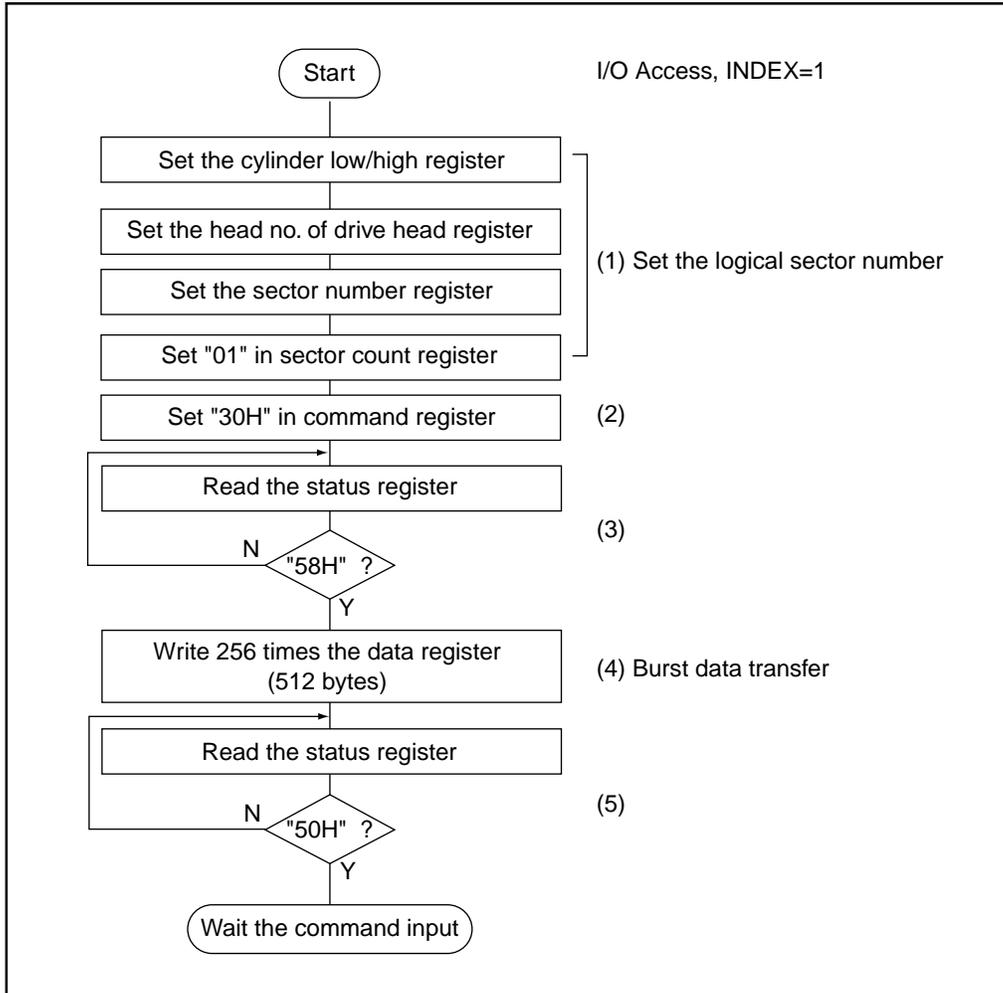 Start
I/O Access, INDEX=1
Set the cylinder low/high register
Set the head no. of drive head register
(1) Set the logical sector number
Set the sector number register
Set "01" in sector count register
Set "30H" in command register
(2)
Read the status register
(3)
N
"58H" ?
Y
Write 256 times the data register
(512 bytes)
(4) Burst data transfer
Read the status register
(5)
N
"50H" ?
Y
Wait the command input